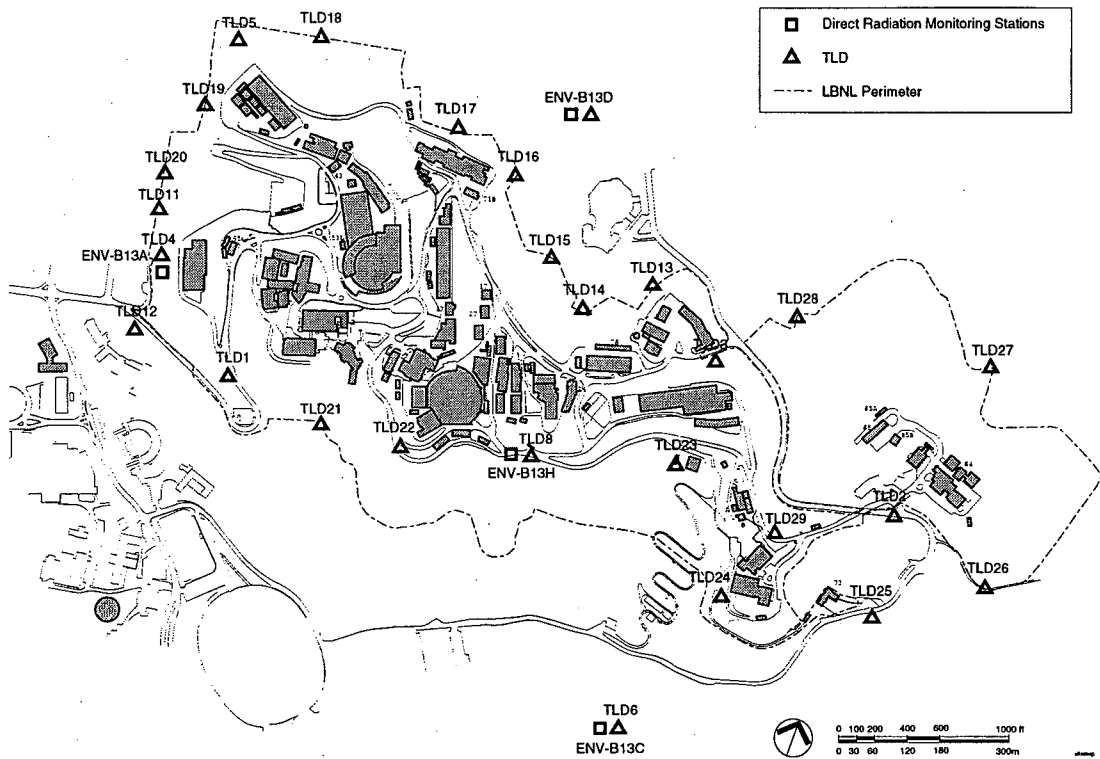 TLD5
TLD18
Direct Radiation Monitoring Stations
TLD
LBNL Perimeter
TLD19
TLD17
ENV-B13D
TLD20
TLD16
TLD11
TLD4
ENV-B13A
TLD15
TLD13
TLD14
TLD28
TLD12
TLD1
TLD27
TLD21
TLD22
TLD8
ENV-B13H
TLD23
TLD2
TLD29
TLD24
TLD25
TLD26
TLD6
ENV-B13C
0 100 200 400 600 1000 ft
0 30 60 120 180 300m